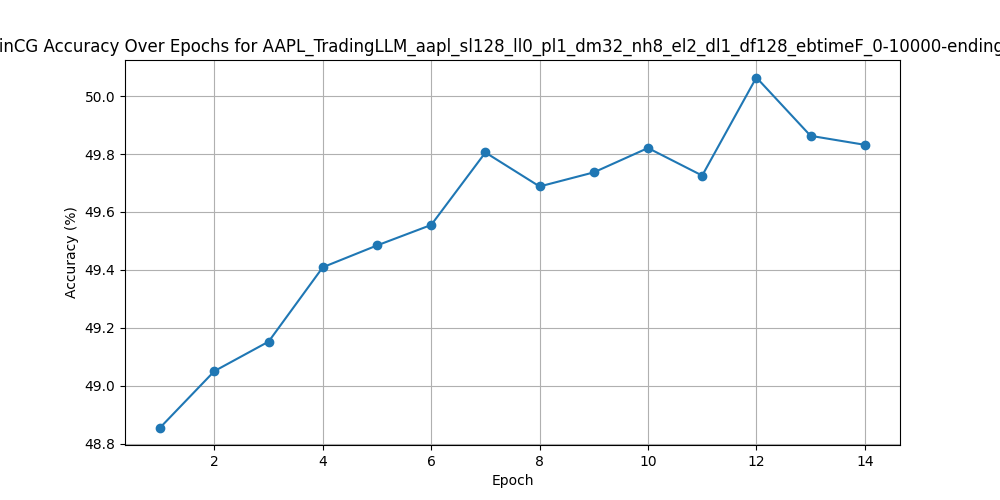 inCG Accuracy Over Epochs for AAPL_TradingLLM_aapl_sl128_ll0_pl1_dm32_nh8_el2_dl1_df128_ebtimeF_0-10000-ending
50.0
49.8
49.6
49.4
49.2
49.0
48.8
Accuracy (%)
2 4 6 8 10 12 14
Epoch